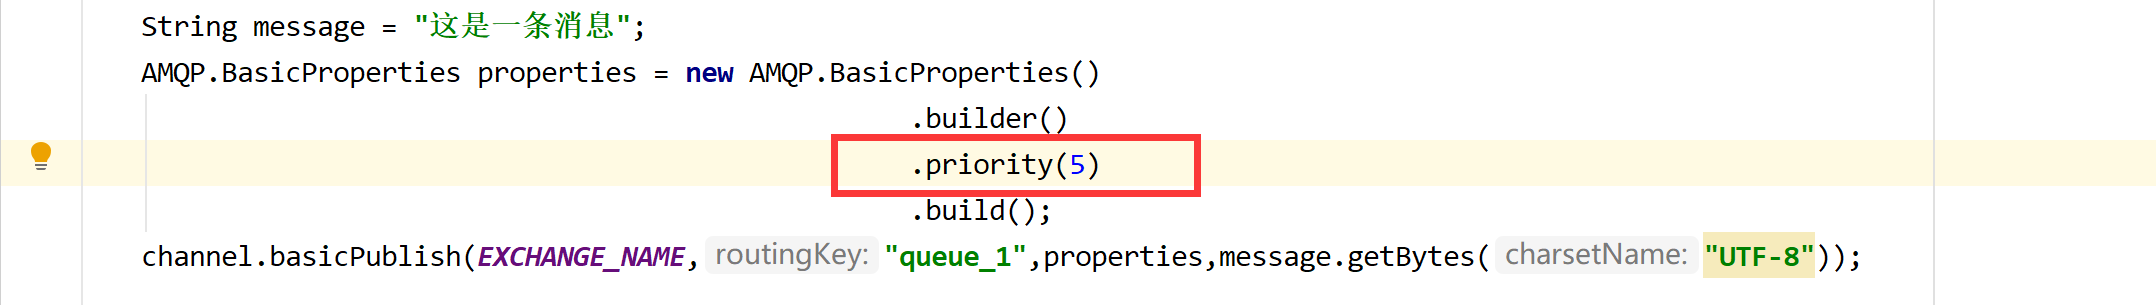 String message = "这是一条消息";
AMQP.BasicProperties properties = new AMQP.BasicProperties()
.builder()
.priority(5)
.build();
channel.basicPublish(EXCHANGE_NAME, routingKey: "queue_1",properties,message.getBytes( charsetName: "UTF-8"));